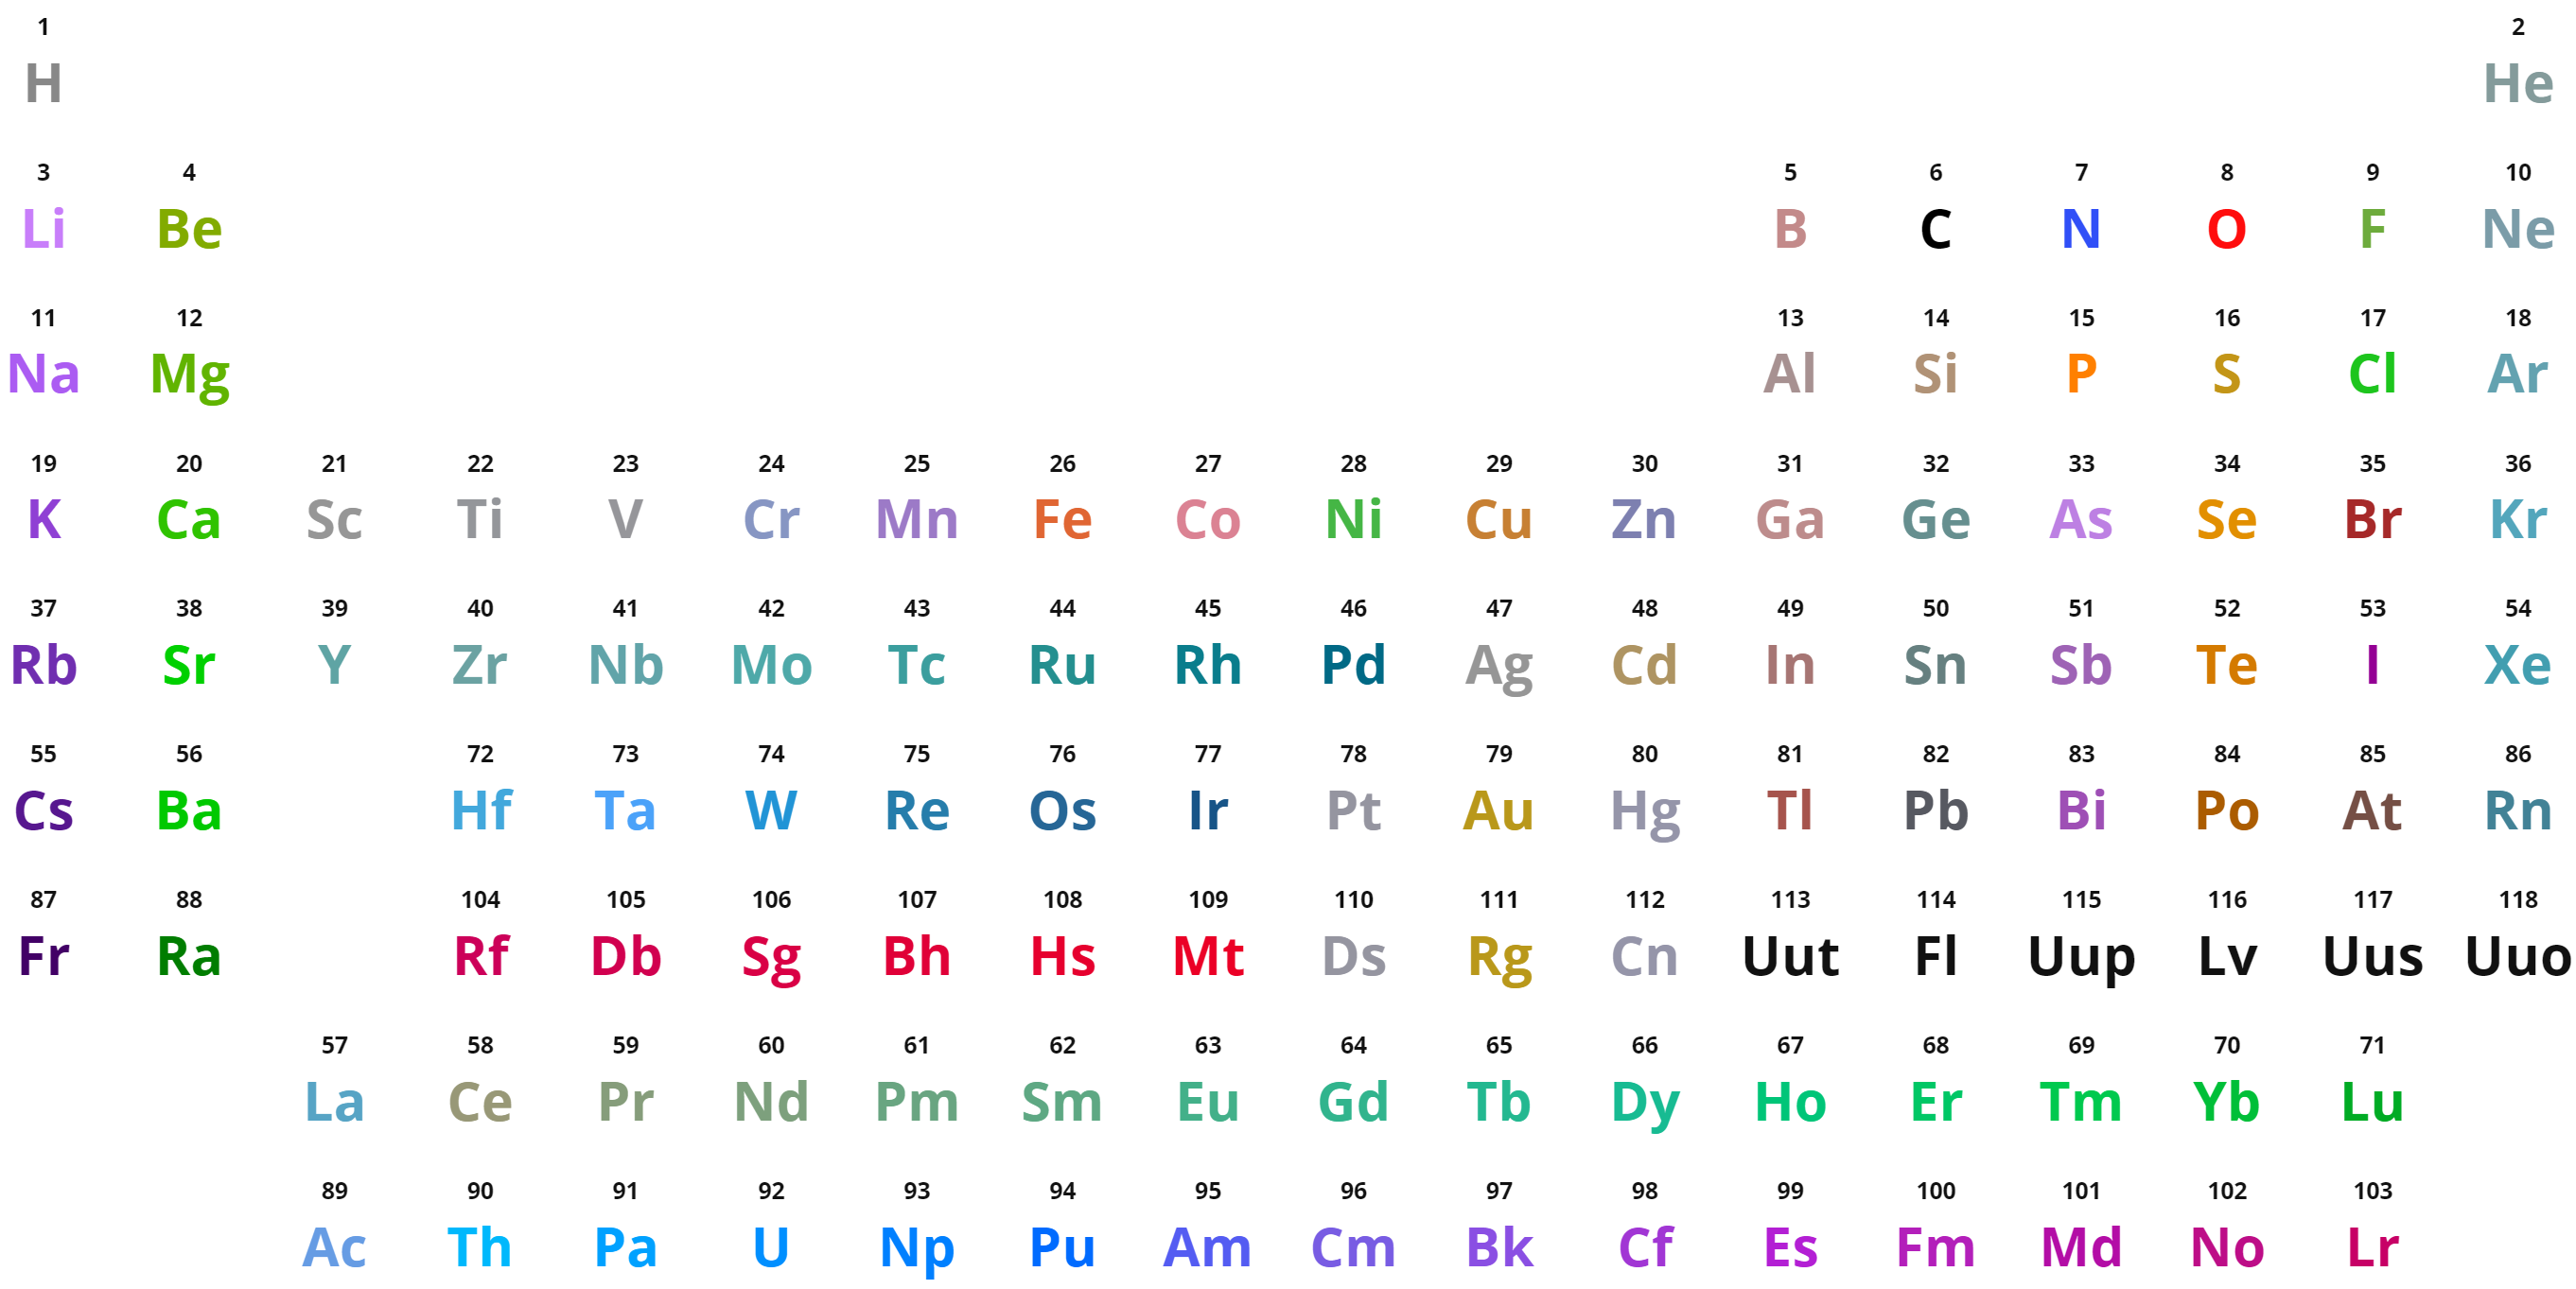 1 2
H He
3 4 5 6 7 8 9 10
Li Be B C N O F Ne
11 12 13 14 15 16 17 18
Na Mg Al Si P S Cl Ar
19 20 21 22 23 24 25 26 27 28 29 30 31 32 33 34 35 36
K Ca Sc Ti V Cr Mn Fe Co Ni Cu Zn Ga Ge As Se Br Kr
37 38 39 40 41 42 43 44 45 46 47 48 49 50 51 52 53 54
Rb Sr Y Zr Nb Mo Tc Ru Rh Pd Ag Cd In Sn Sb Te I Xe
55 56 72 73 74 75 76 77 78 79 80 81 82 83 84 85 86
Cs Ba Hf Ta W Re Os Ir Pt Au Hg Tl Pb Bi Po At Rn
87 88 104 105 106 107 108 109 110 111 112 113 114 115 116 117 118
Fr Ra Rf Db Sg Bh Hs Mt Ds Rg Cn Uut Fl Uup Lv Uus Uuo
57 58 59 60 61 62 63 64 65 66 67 68 69 70 71
La Ce Pr Nd Pm Sm Eu Gd Tb Dy Ho Er Tm Yb Lu
89 90 91 92 93 94 95 96 97 98 99 100 101 102 103
Ac Th Pa U Np Pu Am Cm Bk Cf Es Fm Md No Lr